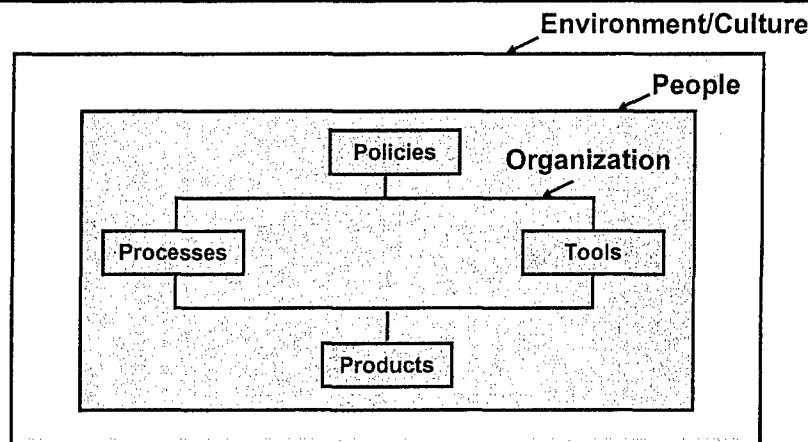 Environment/Culture
People
Policies
Organization
Processes
Tools
Products